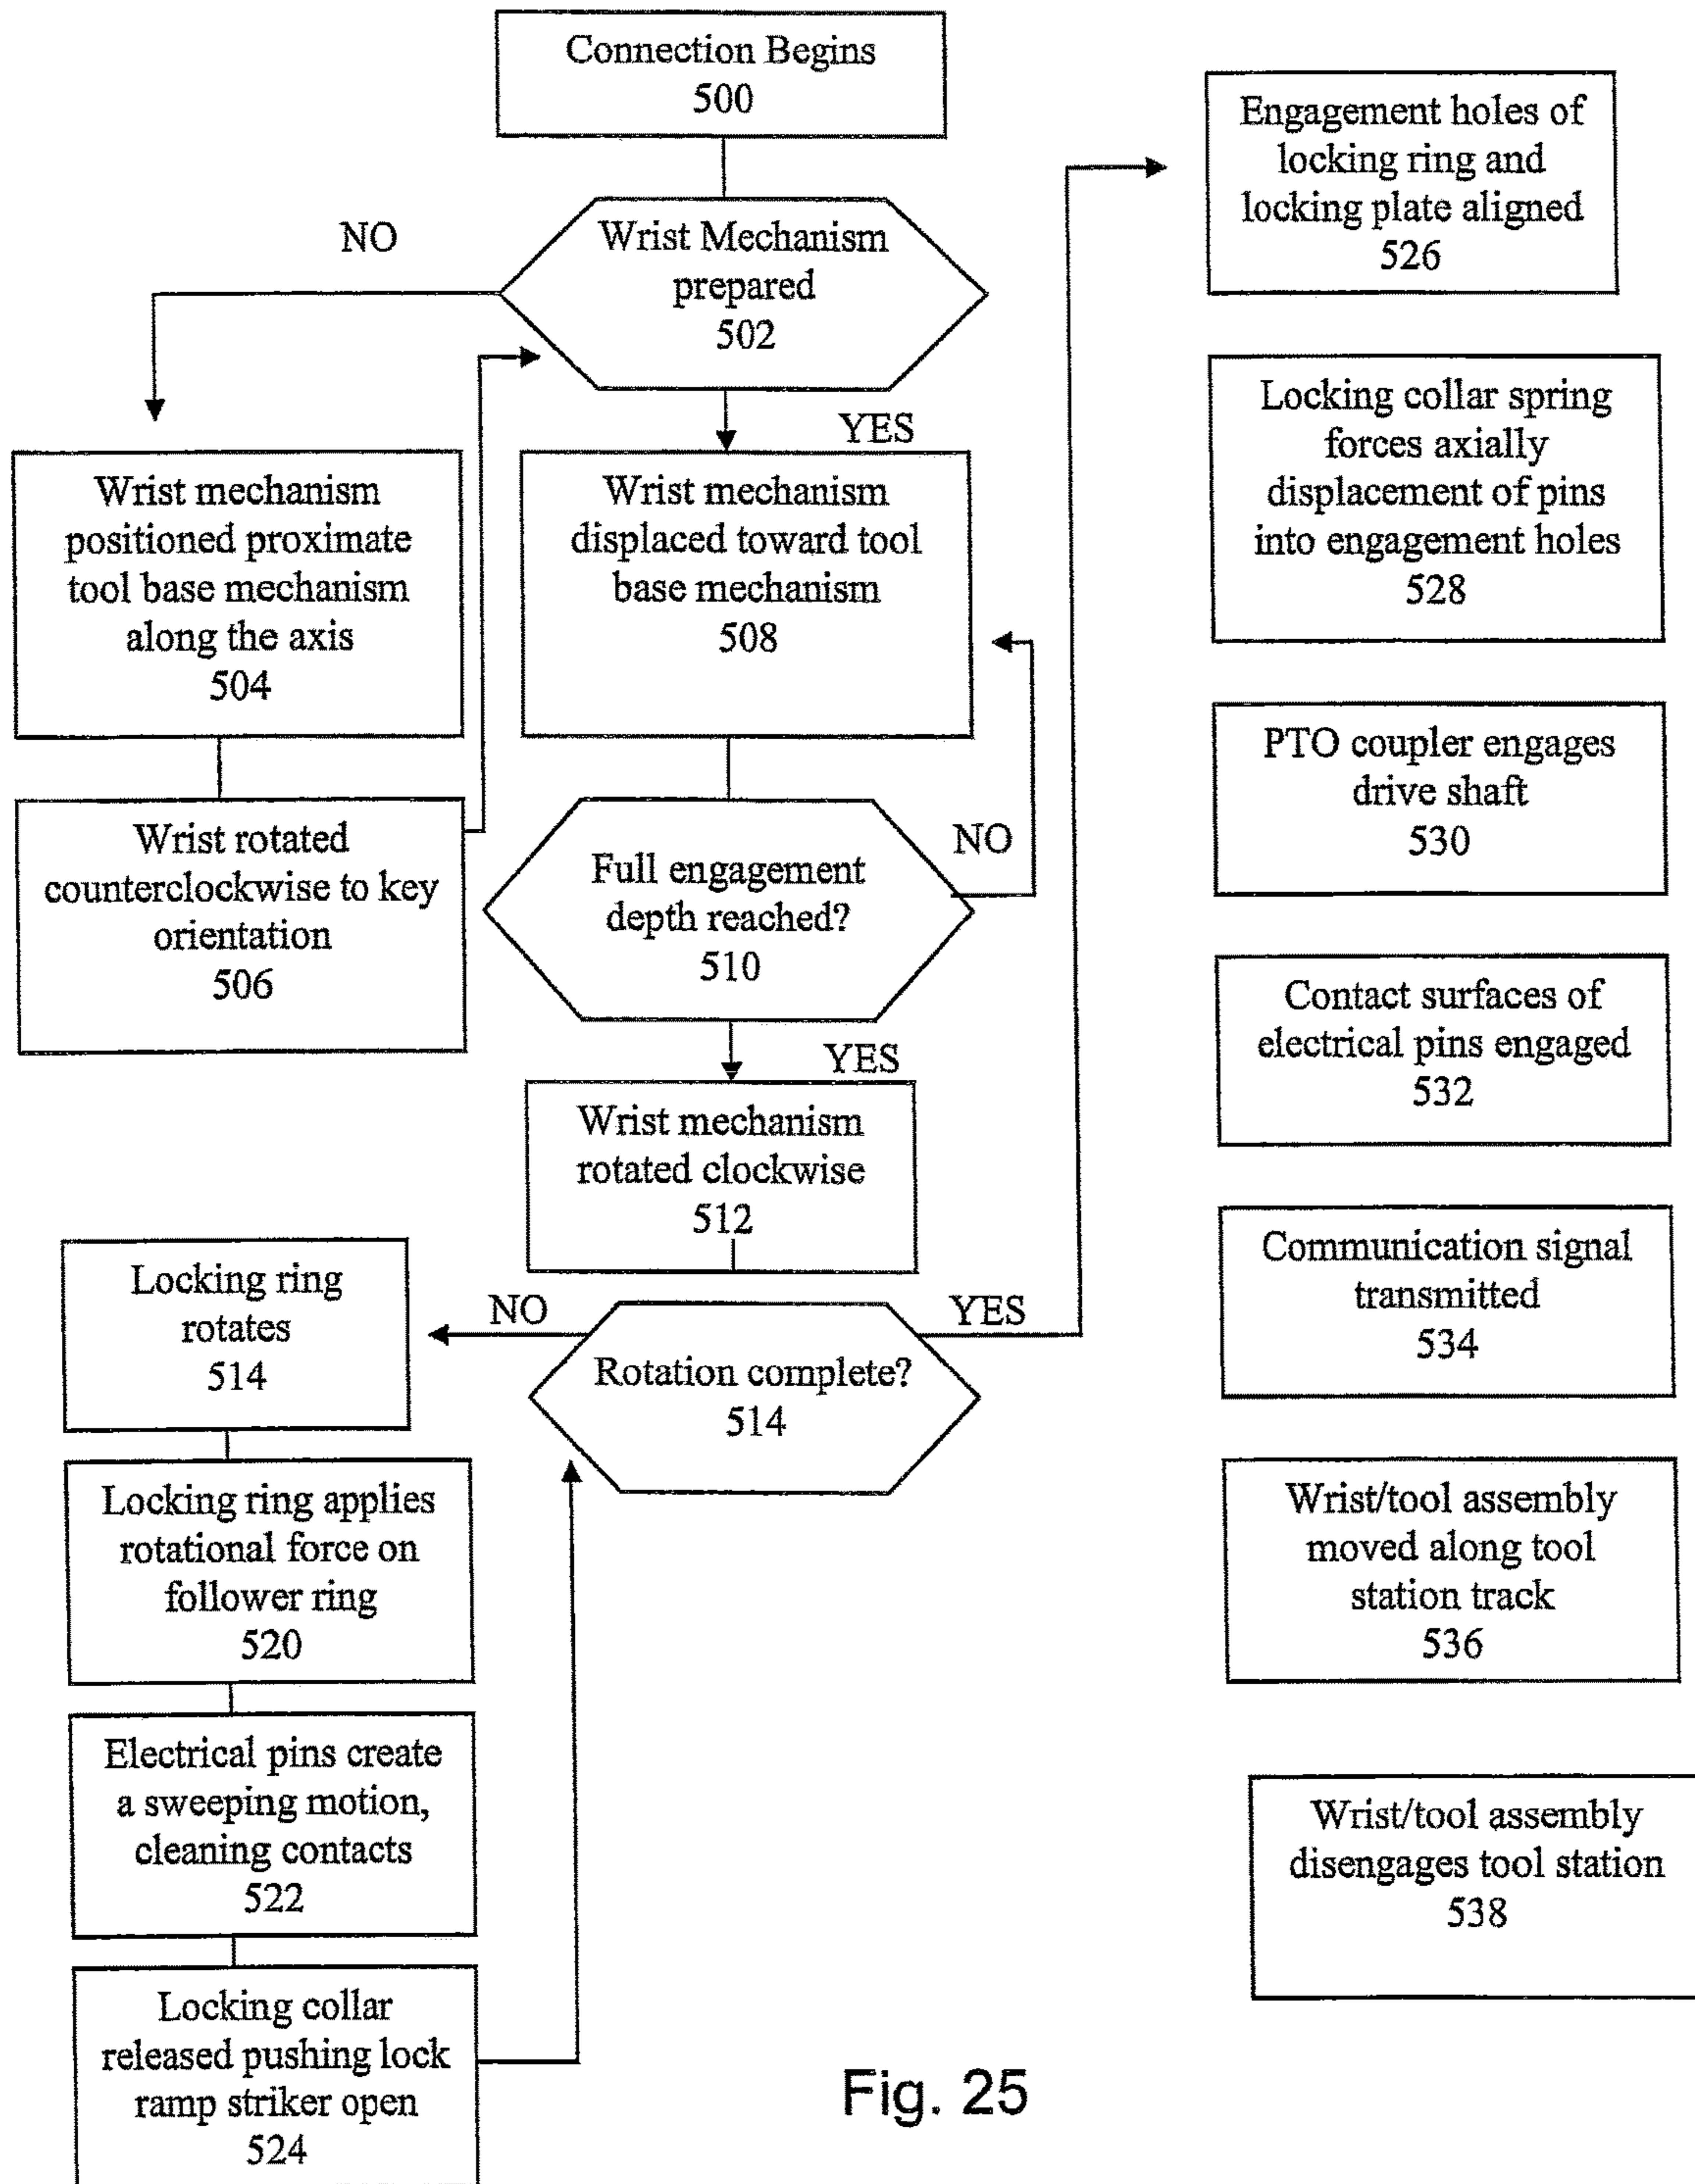 Connection Begins
500
NO
Wrist Mechanism
prepared
502
YES
Wrist mechanism
positioned proximate
tool base mechanism
along the axis
504
Wrist rotated
counterclockwise to key
orientation
506
Wrist mechanism
displaced toward tool
base mechanism
508
NO
Full engagement
depth reached?
510
YES
Wrist mechanism
rotated clockwise
512
NO
YES
Rotation complete?
514
Locking ring
rotates
514
Locking ring applies
rotational force on
follower ring
520
Electrical pins create
a sweeping motion,
cleaning contacts
522
Locking collar
released pushing lock
ramp striker open
524
Engagement holes of
locking ring and
locking plate aligned
526
Locking collar spring
forces axially
displacement of pins
into engagement holes
528
PTO coupler engages
drive shaft
530
Contact surfaces of
electrical pins engaged
532
Communication signal
transmitted
534
Wrist/tool assembly
moved along tool
station track
536
Wrist/tool assembly
disengages tool station
538
Fig. 25